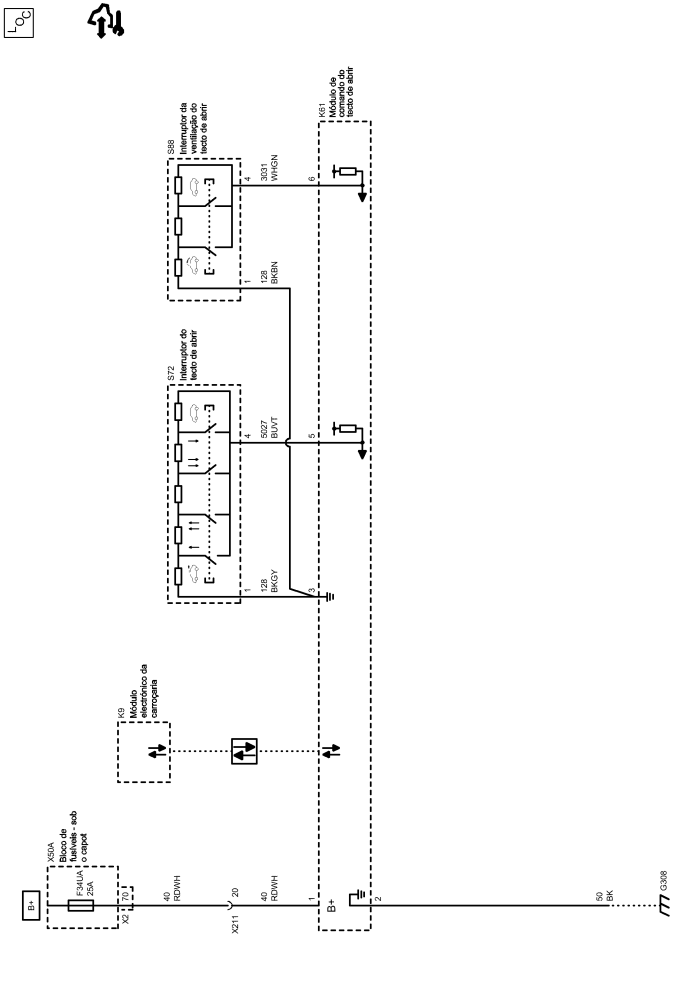 LOC
B+
X50A
Bloco de
fusíveis - sob
o capot
F34UA
25A
X2
70
40
RDWH
X211
20
40
RDWH
1
B+
2
50
BK
G308
K9
Módulo
electrónico da
carroçaria
S72
Interruptor do
tecto de abrir
1
128
BKGY
3
4
5027
BUVT
5
S88
Interruptor da
ventilação do
tecto de abrir
1
128
BKBN
4
3031
WHGN
6
K61
Módulo de
comando do
tecto de abrir